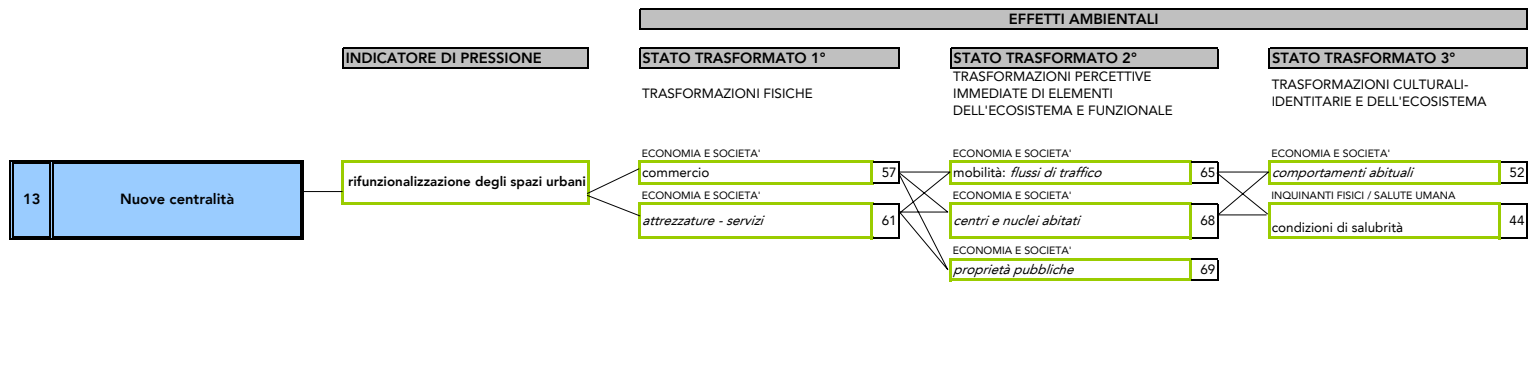 EFFETTI AMBIENTALI
INDICATORE DI PRESSIONE
STATO TRASFORMATO 1°
STATO TRASFORMATO 2°
STATO TRASFORMATO 3°
TRASFORMAZIONI FISICHE
TRASFORMAZIONI PERCETTIVE
IMMEDIATE DI ELEMENTI
DELL'ECOSISTEMA E FUNZIONALE
TRASFORMAZIONI CULTURALI-
IDENTITARIE E DELL'ECOSISTEMA
13
Nuove centralità
rifunzionalizzazione degli spazi urbani
ECONOMIA E SOCIETA'
commercio 57
ECONOMIA E SOCIETA'
attrezzature - servizi 61
ECONOMIA E SOCIETA'
mobilità: flussi di traffico 65
ECONOMIA E SOCIETA'
centri e nuclei abitati 68
ECONOMIA E SOCIETA'
proprietà pubbliche 69
ECONOMIA E SOCIETA'
comportamenti abituali 52
INQUINANTI FISICI / SALUTE UMANA
condizioni di salubrità 44